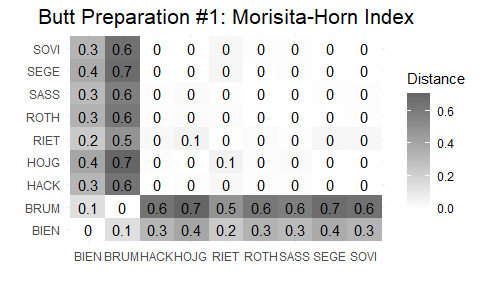 Butt Preparation #1: Morisita-Horn Index
SOVI 0.3 0.6 0 0 0 0 0 0 0
SEGE 0.4 0.7 0 0 0 0 0 0 0
SASS 0.3 0.6 0 0 0 0 0 0 0
ROTH 0.3 0.6 0 0 0 0 0 0 0
RIET 0.2 0.5 0 0.1 0 0 0 0 0
HOJG 0.4 0.7 0 0 0.1 0 0 0 0
HACK 0.3 0.6 0 0 0 0 0 0 0
BRUM 0.1 0 0.6 0.7 0.5 0.6 0.6 0.7 0.6
BIEN 0 0.1 0.3 0.4 0.2 0.3 0.3 0.4 0.3
BIEN BRUM HACK HOJG RIET ROTH SASS SEGE SOVI
Distance
0.6
0.4
0.2
0.0